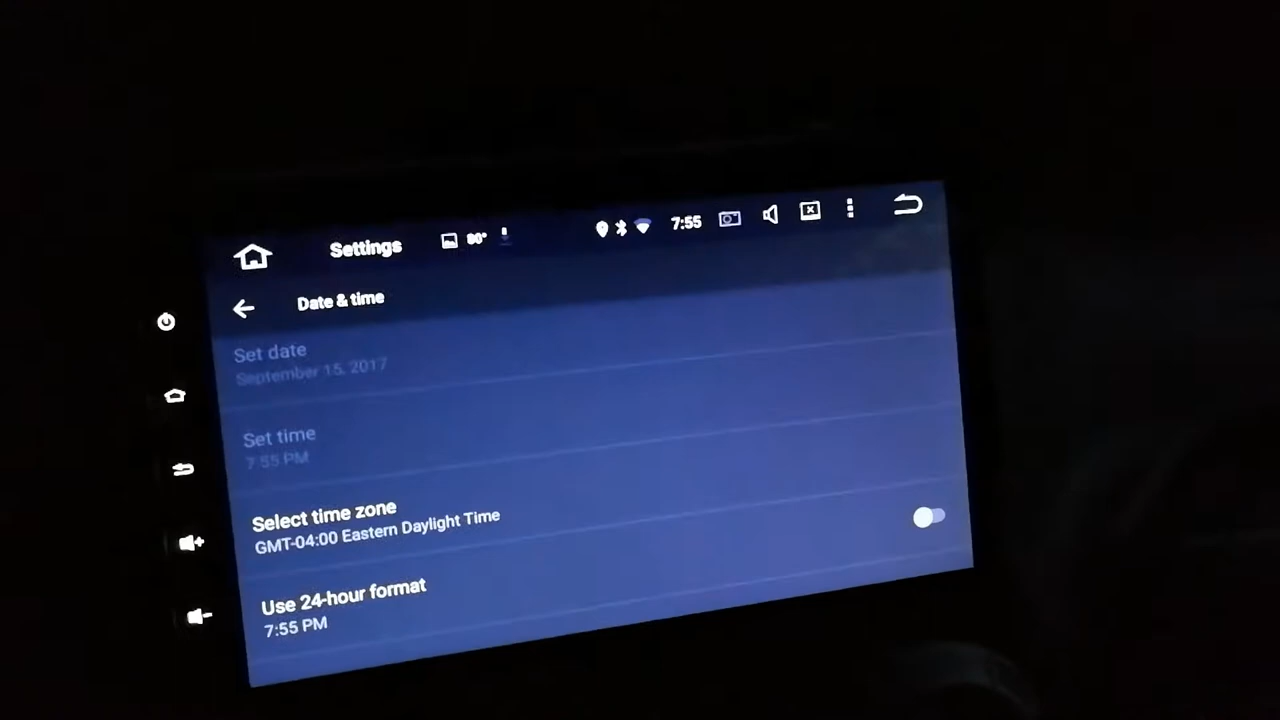 Settings 80° 7:55
Date & time
Set date
September 15, 2017
Set time
7:55 PM
Select time zone
GMT-04:00 Eastern Daylight Time
Use 24-hour format
7:55 PM